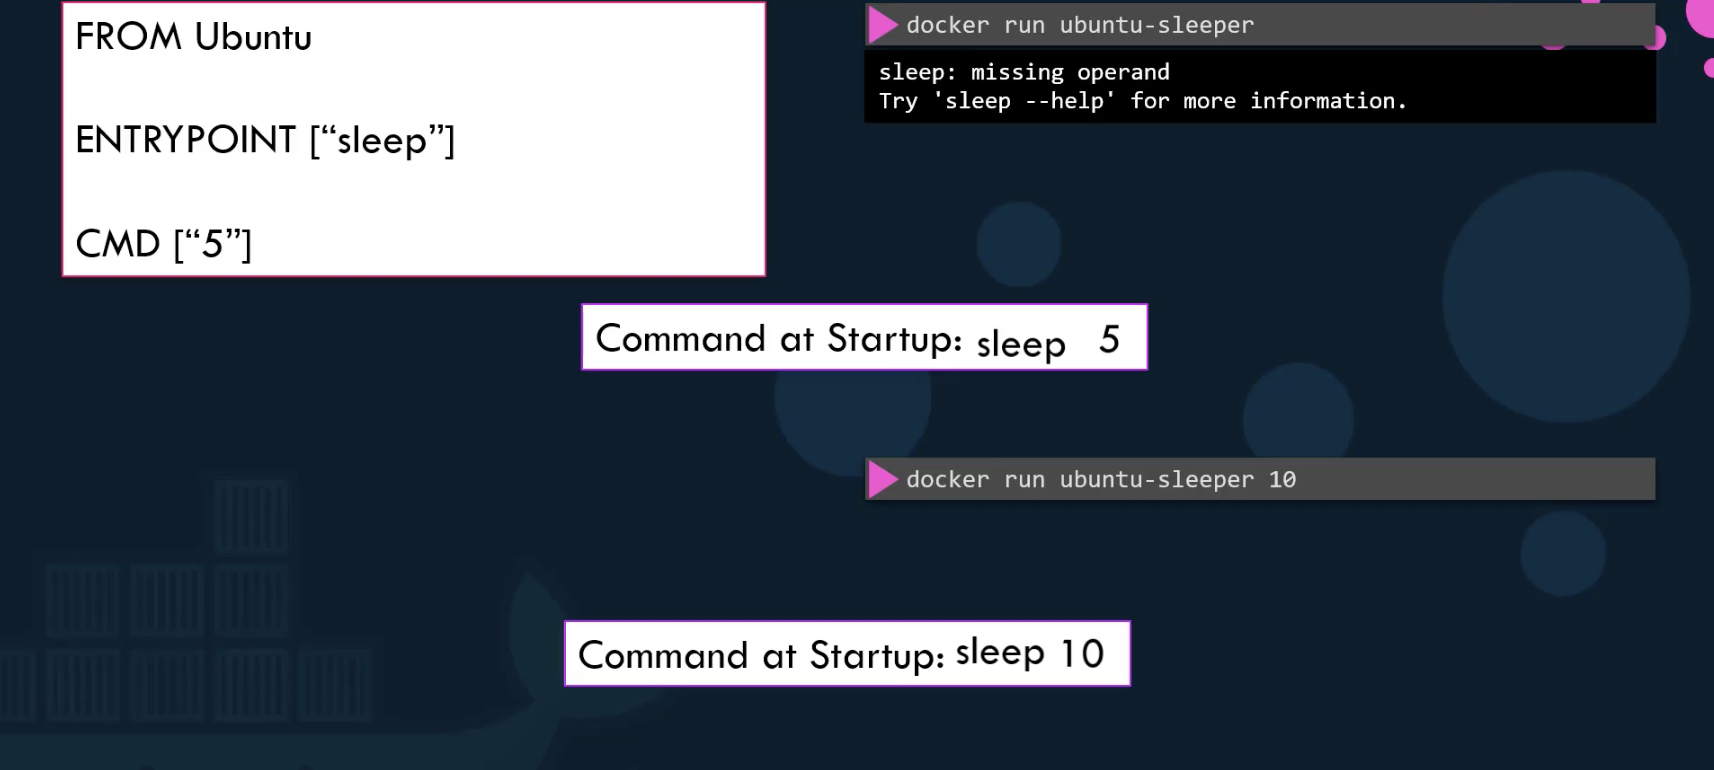 FROM Ubuntu
ENTRYPOINT [“sleep”]
CMD [“5”]
docker run ubuntu-sleeper
sleep: missing operand
Try 'sleep --help' for more information.
Command at Startup: sleep 5
docker run ubuntu-sleeper 10
Command at Startup: sleep 10